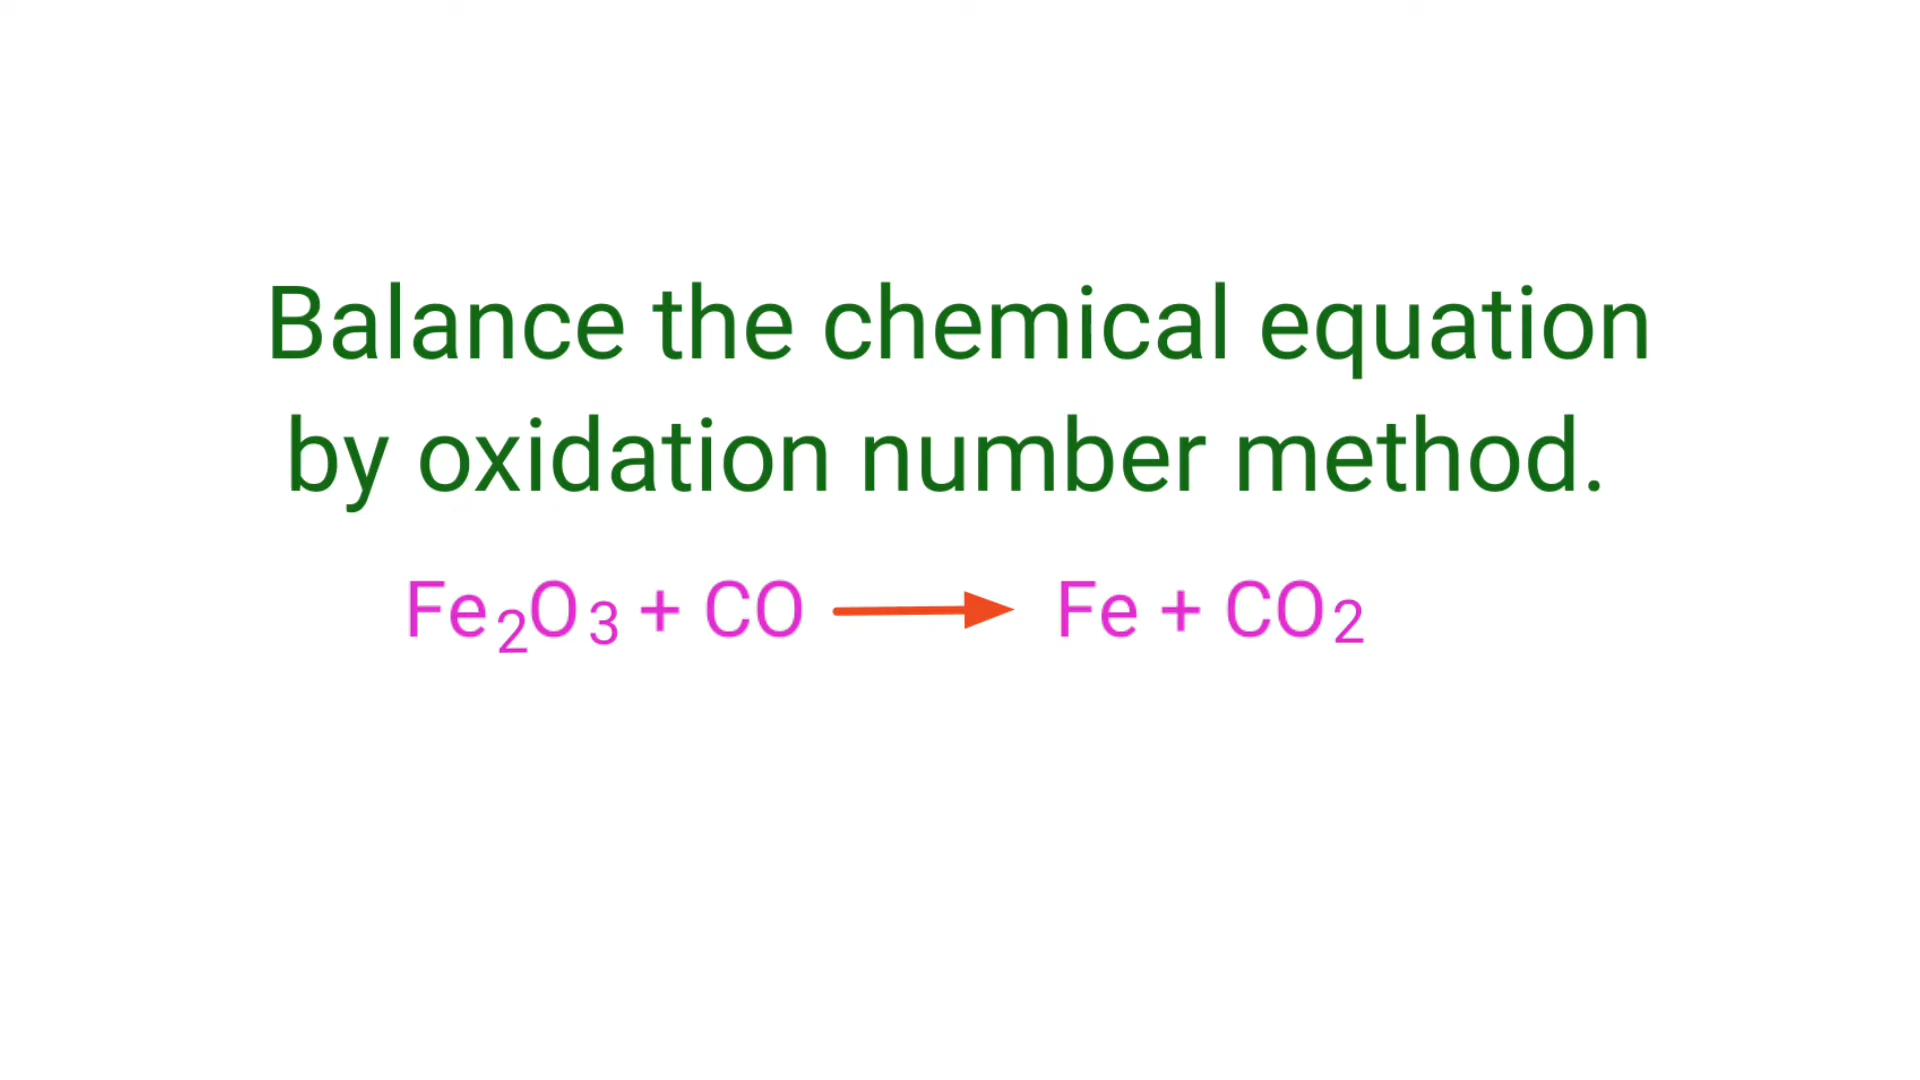 Balance the chemical equation
by oxidation number method.
Fe₂O₃ + CO ⟶ Fe + CO₂